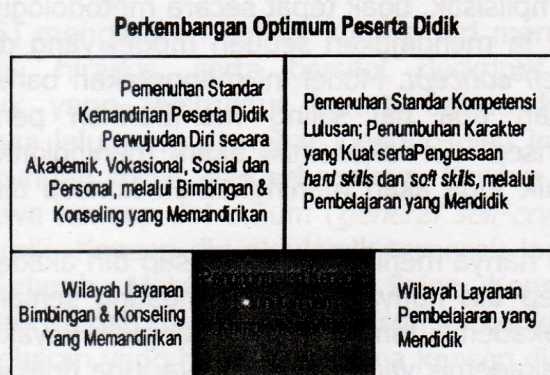 Perkembangan Optimum Peserta Didik
Pemenuhan Standar
Kemandirian Peserta Didik
Perwujudan Diri secara
Akademik, Vokasional, Sosial dan
Personal, melalui Bimbingan &
Konseling yang Memandirikan
Pemenuhan Standar Kompetensi
Lulusan; Penumbuhan Karakter
yang Kuat sertaPenguasaan
hard skills dan soft skills, melalui
Pembelajaran yang Mendidik
Wilayah Layanan
Bimbingan & Konseling
Yang Memandirikan
Wilayah Layanan
Pembelajaran yang
Mendidik